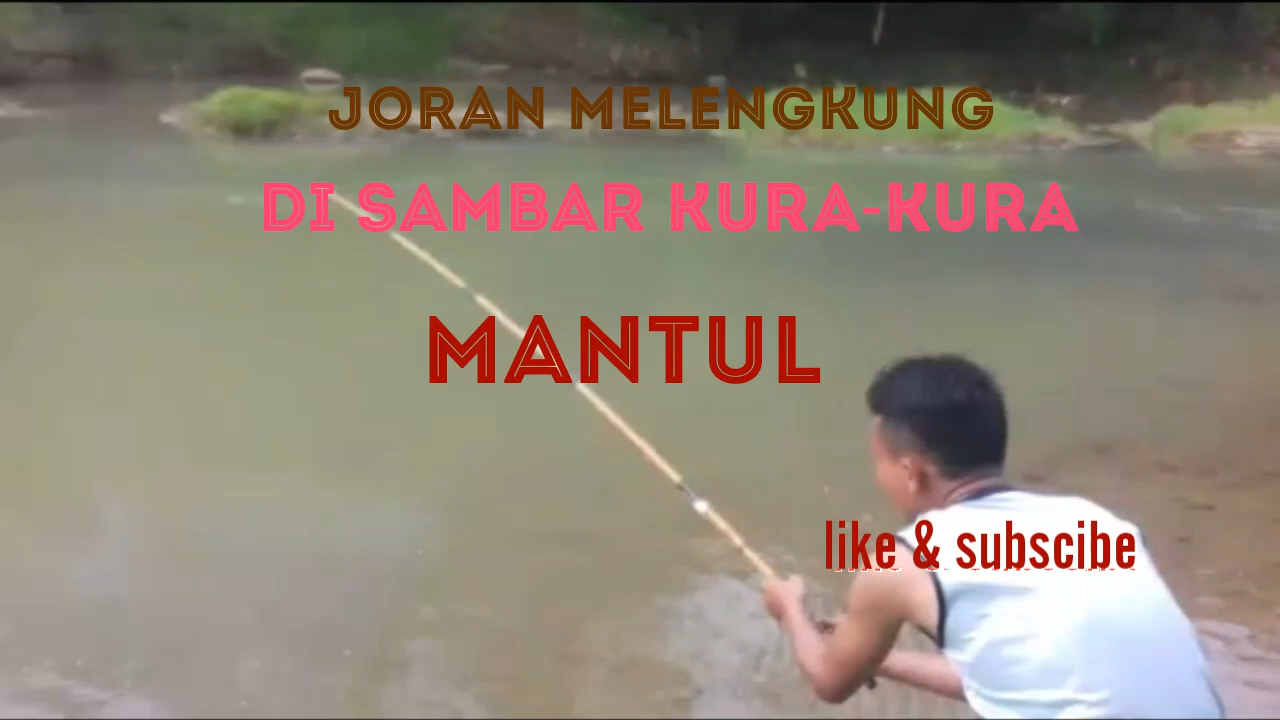 JORAN MELENGKUNG
DI SAMBAR KURA-KURA
MANTUL
like & subscibe